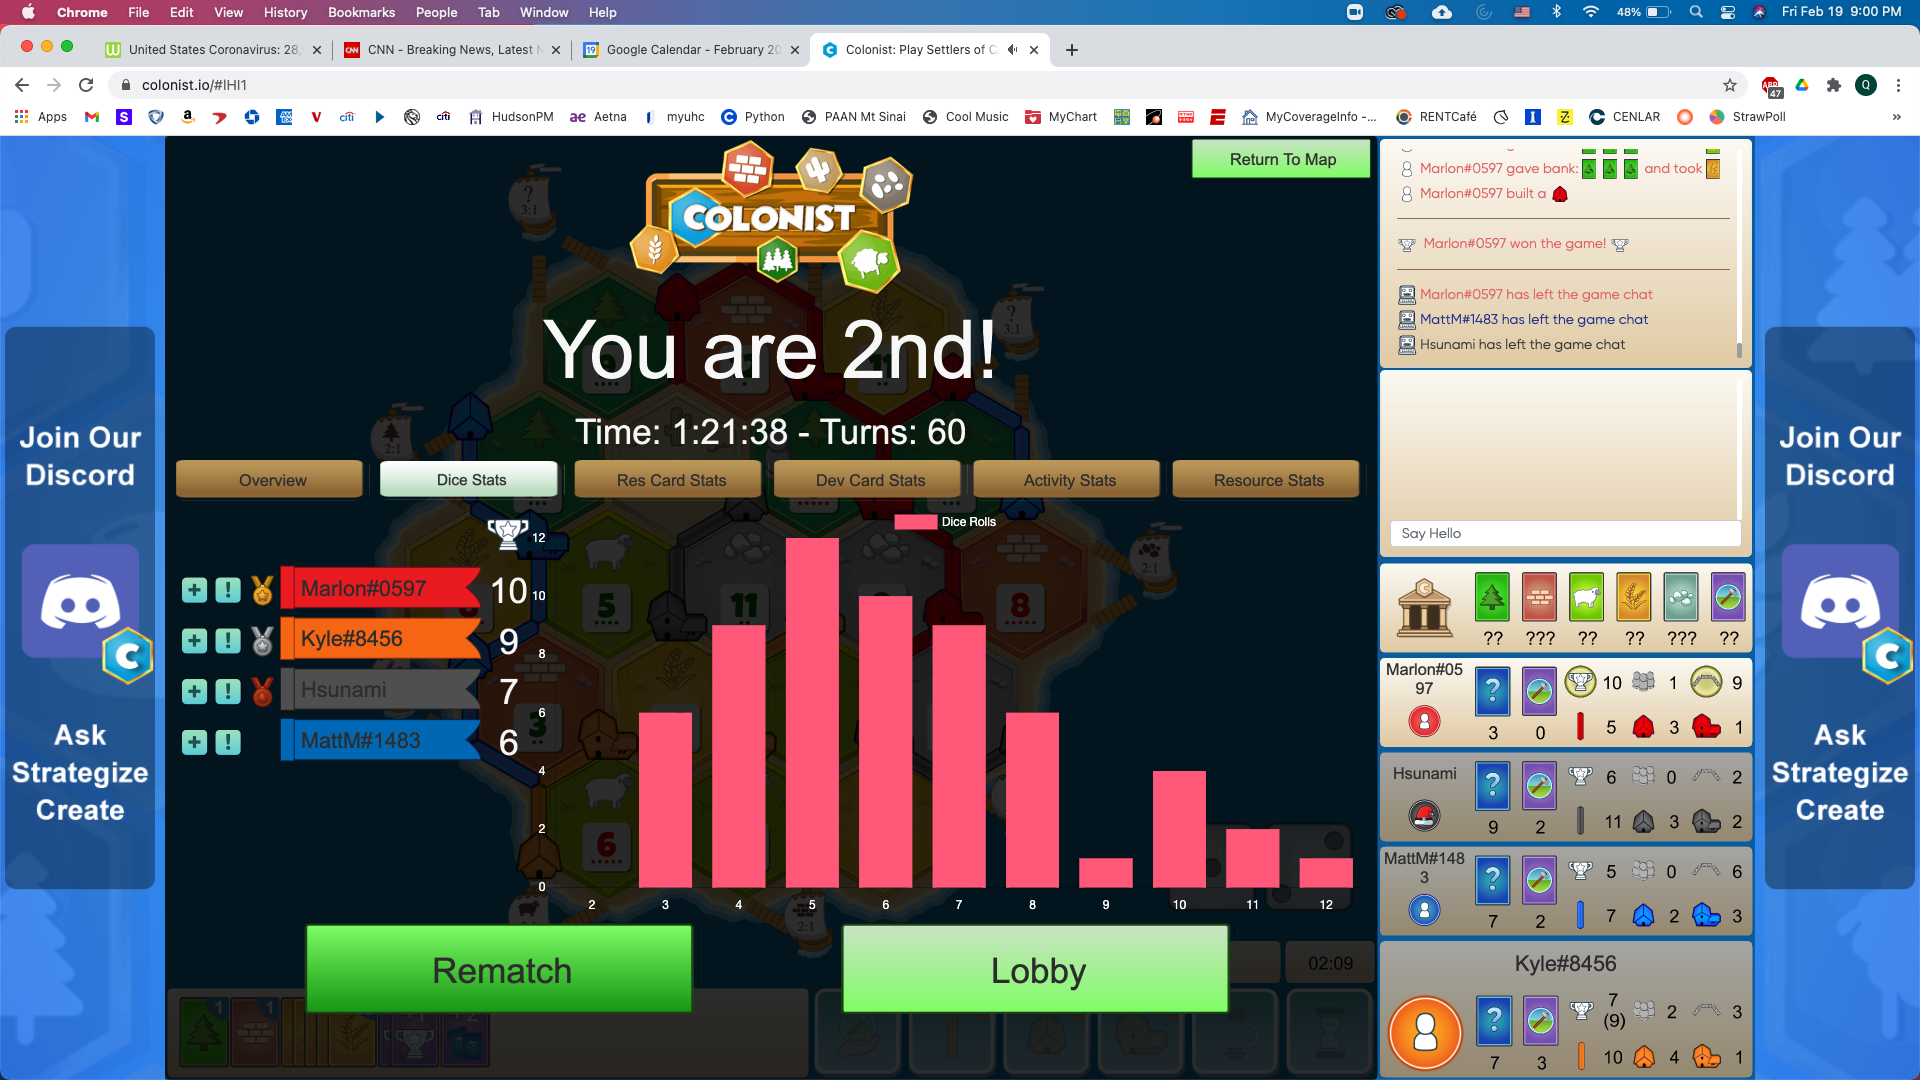 Chrome File Edit View History Bookmarks People Tab Window Help 48% Fri Feb 19 9:00 PM
United States Coronavirus: 28, CNN - Breaking News, Latest N Google Calendar - February 20 Colonist: Play Settlers of C
colonist.io/#IHI1 47 Q
Apps HudsonPM Aetna myuhc Python PAAN Mt Sinai Cool Music MyChart MyCoverageInfo -... RENTCafé CENLAR StrawPoll »
Return To Map
COLONIST
You are 2nd!
Time: 1:21:38 - Turns: 60
Overview Dice Stats Res Card Stats Dev Card Stats Activity Stats Resource Stats
Dice Rolls
Marlon#0597 10
Kyle#8456 9
Hsunami 7
MattM#1483 6
12
10
8
6
4
2
0
2 3 4 5 6 7 8 9 10 11 12
Rematch Lobby
02:09
Marlon#0597 gave bank: and took
Marlon#0597 built a
Marlon#0597 won the game!
Marlon#0597 has left the game chat
MattM#1483 has left the game chat
Hsunami has left the game chat
Say Hello
?? ??? ?? ?? ??? ??
Marlon#05
97
10 1 9
3 0 5 3 1
Hsunami
6 0 2
9 2 11 3 2
MattM#148
3
5 0 6
7 2 7 2 3
Kyle#8456
7
(9) 2 3
7 3 10 4 1
Join Our
Discord
Ask
Strategize
Create
Join Our
Discord
Ask
Strategize
Create